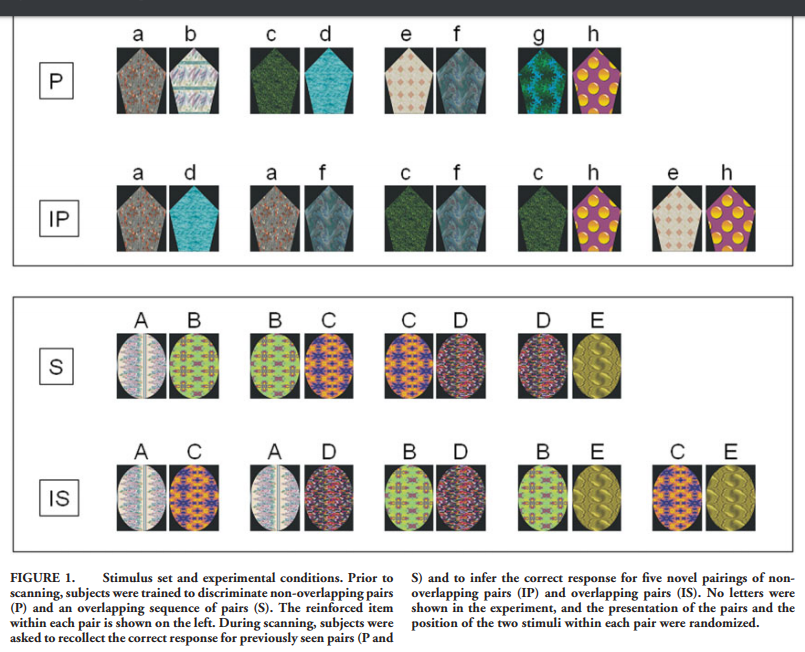 a b c d e f g h
P
a d a f c f c h e h
IP
A B B C C D D E
S
A C A D B D B E C E
IS
FIGURE 1. Stimulus set and experimental conditions. Prior to
scanning, subjects were trained to discriminate non-overlapping pairs
(P) and an overlapping sequence of pairs (S). The reinforced item
within each pair is shown on the left. During scanning, subjects were
asked to recollect the correct response for previously seen pairs (P and
S) and to infer the correct response for five novel pairings of non-
overlapping pairs (IP) and overlapping pairs (IS). No letters were
shown in the experiment, and the presentation of the pairs and the
position of the two stimuli within each pair were randomized.